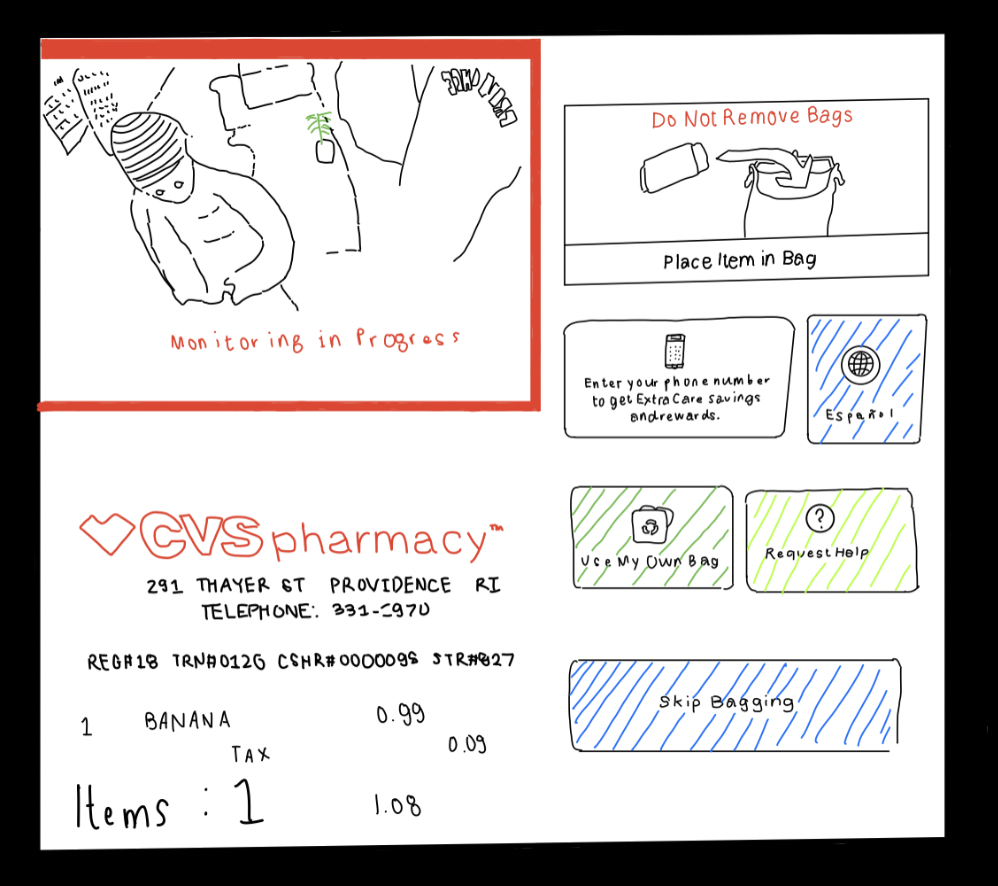 Monitoring in Progress
Do Not Remove Bags
Place Item in Bag
Enter your phone number
to get ExtraCare savings
and rewards.
Español
Use My Own Bag
Request Help
Skip Bagging
CVS pharmacy™
291 THAYER ST PROVIDENCE RI
TELEPHONE: 331-
REG#18 TRN#0126 CSHR#0000098 STR#827
1 BANANA 0.99
TAX 0.09
Items : 1 1.08